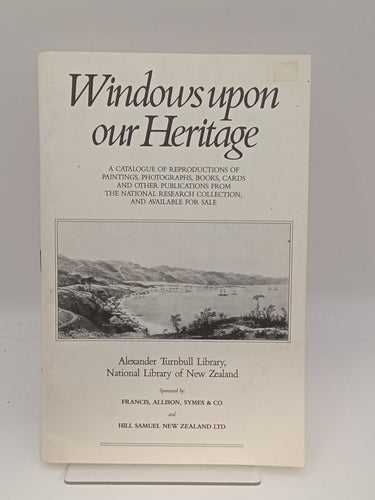 Windows upon
our Heritage
A CATALOGUE OF REPRODUCTIONS OF
PAINTINGS, PHOTOGRAPHS, BOOKS, CARDS
AND OTHER PUBLICATIONS FROM
THE NATIONAL RESEARCH COLLECTION,
AND AVAILABLE FOR SALE
Alexander Turnbull Library,
National Library of New Zealand
Sponsored by:
FRANCIS, ALLISON, SYMES & CO
and
HILL SAMUEL NEW ZEALAND LTD